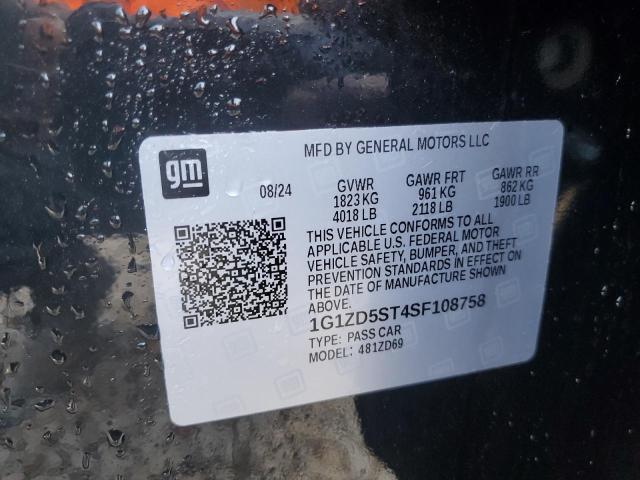 MFD BY GENERAL MOTORS LLC
gm
08/24
GVWR GAWR FRT GAWR RR
1823 KG 961 KG 862 KG
4018 LB 2118 LB 1900 LB
THIS VEHICLE CONFORMS TO ALL
APPLICABLE U.S. FEDERAL MOTOR
VEHICLE SAFETY, BUMPER, AND THEFT
PREVENTION STANDARDS IN EFFECT ON
THE DATE OF MANUFACTURE SHOWN
ABOVE.
1G1ZD5ST4SF108758
TYPE: PASS CAR
MODEL: 481ZD69